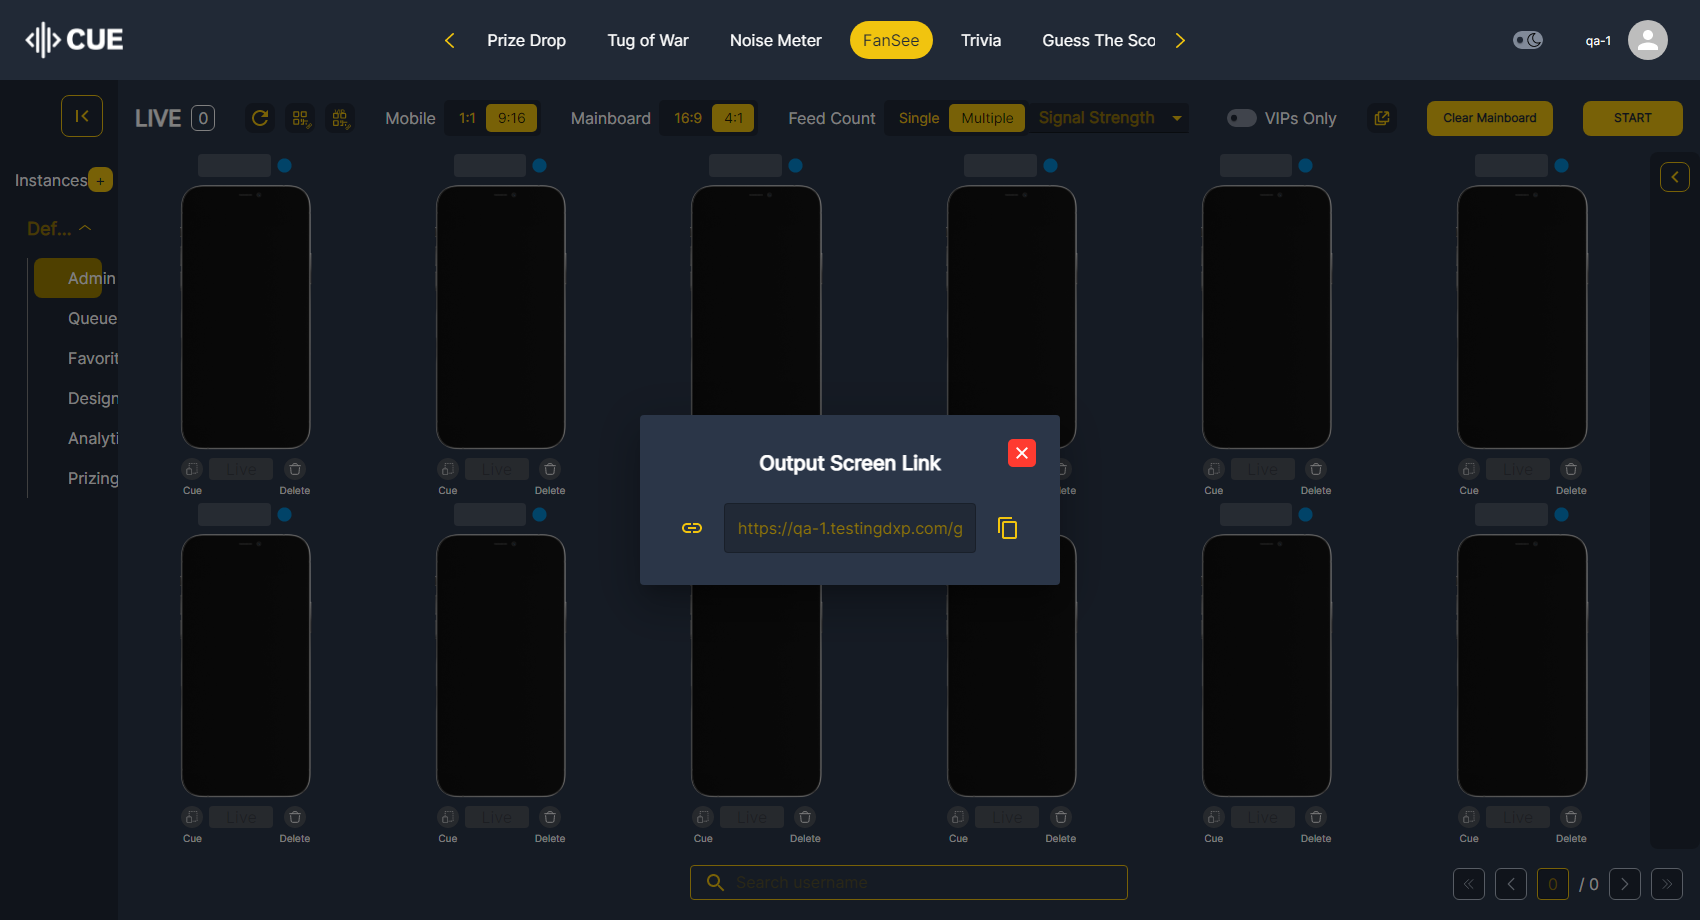 CUE
Prize Drop
Tug of War
Noise Meter
FanSee
Trivia
Guess The Sco
qa-1
LIVE 0
Mobile 1:1 9:16
Mainboard 16:9 4:1
Feed Count Single Multiple Signal Strength
VIPs Only
Clear Mainboard
START
Instances +
Def...
Admin
Queue
Favorit
Design
Analyti
Prizing
Output Screen Link
https://qa-1.testingdxp.com/g
Live Live Live Live
Cue Delete Cue Delete ete Cue Delete Cue Delete
Live Live Live Live Live Live
Cue Delete Cue Delete Cue Delete Cue Delete Cue Delete Cue Delete
Search username
0 / 0